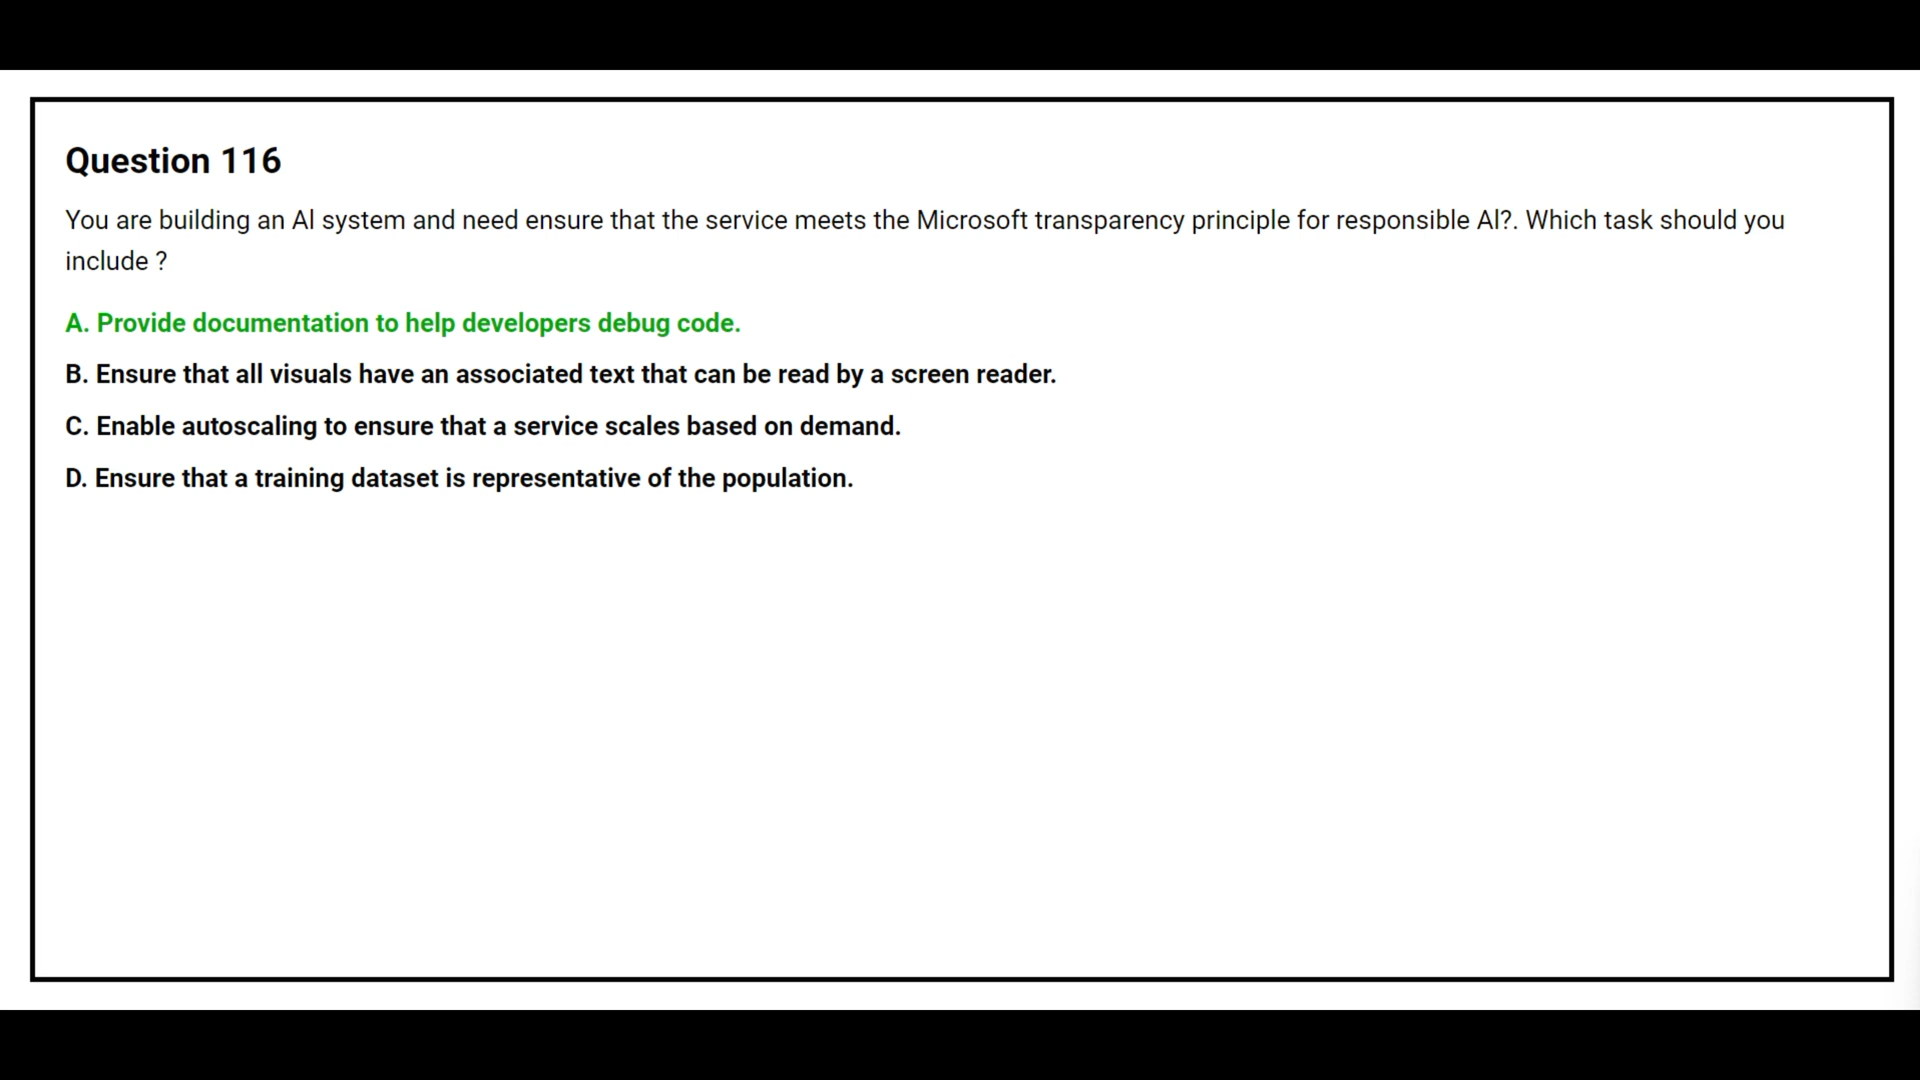 Question 116
You are building an AI system and need ensure that the service meets the Microsoft transparency principle for responsible AI?. Which task should you
include ?
A. Provide documentation to help developers debug code.
B. Ensure that all visuals have an associated text that can be read by a screen reader.
C. Enable autoscaling to ensure that a service scales based on demand.
D. Ensure that a training dataset is representative of the population.